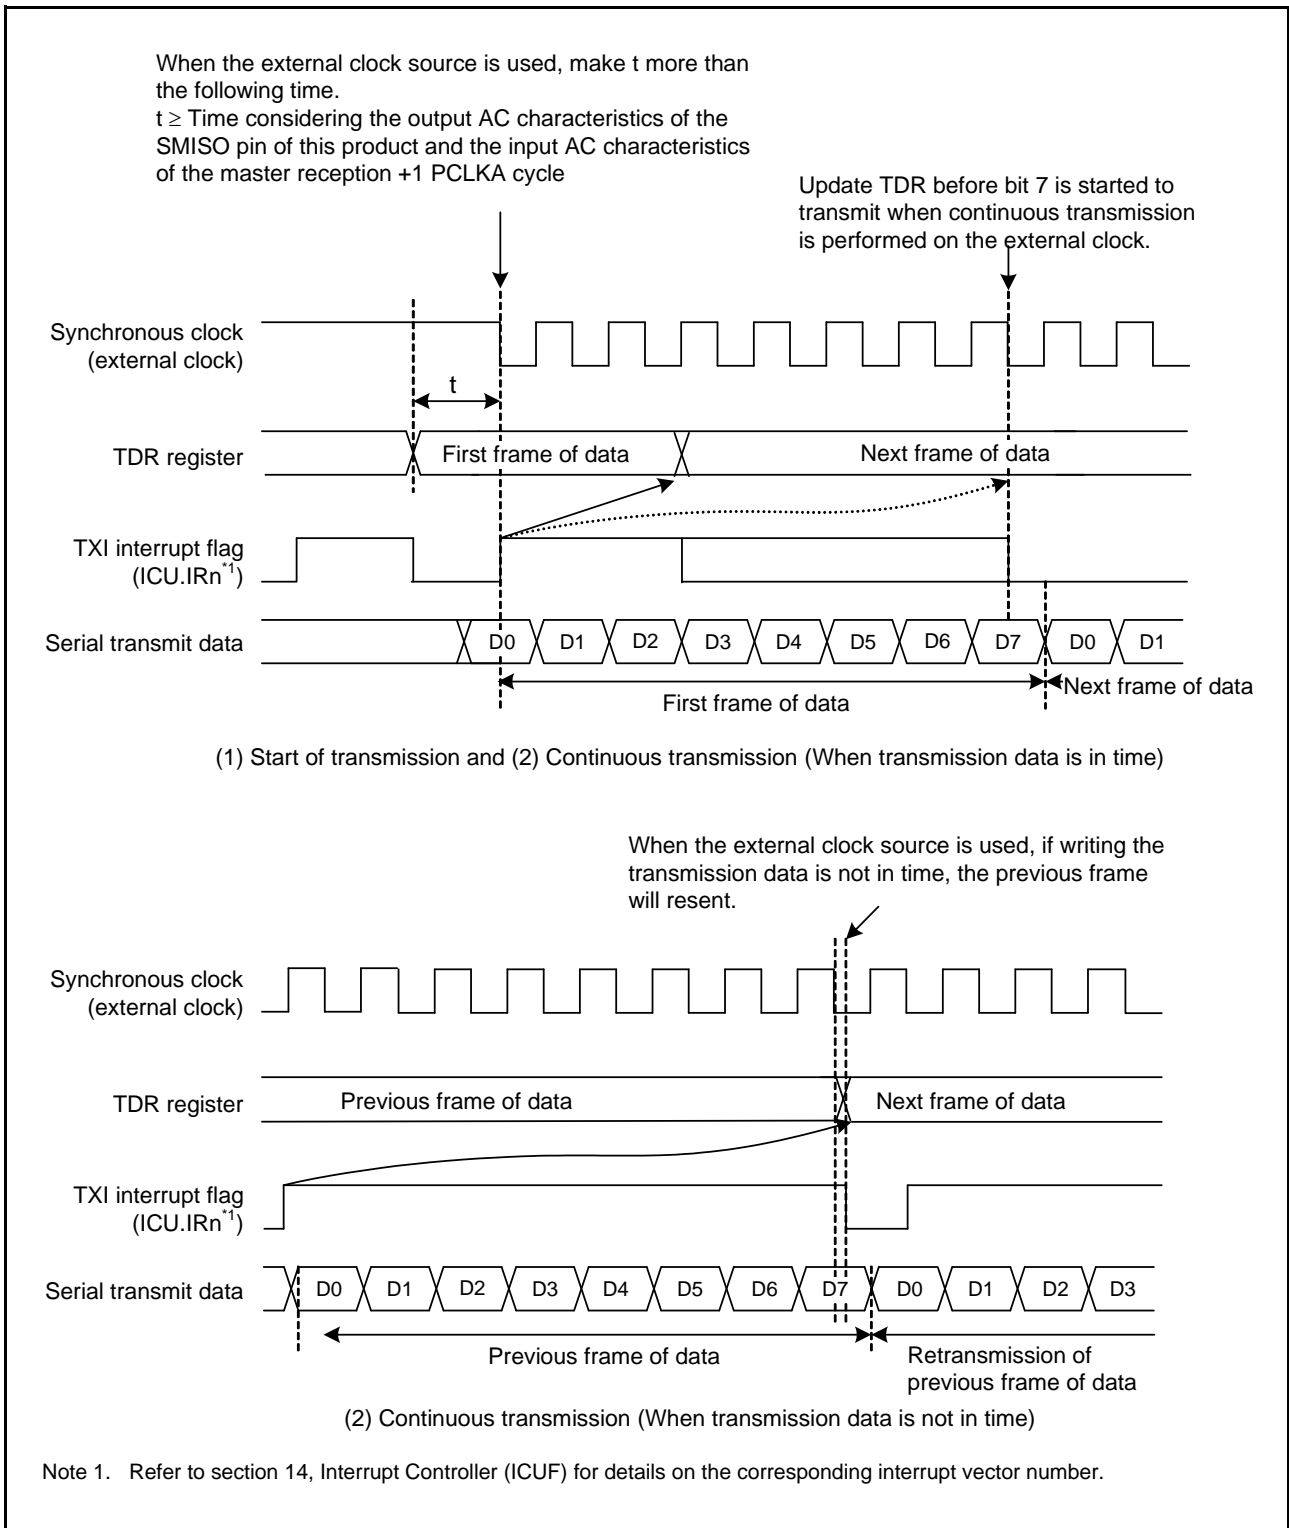 When the external clock source is used, make t more than
the following time.
t ≥ Time considering the output AC characteristics of the
SMISO pin of this product and the input AC characteristics
of the master reception +1 PCLKA cycle
Update TDR before bit 7 is started to
transmit when continuous transmission
is performed on the external clock.
Synchronous clock
(external clock)
t
TDR register
First frame of data
Next frame of data
TXI interrupt flag
(ICU.IRn*1)
Serial transmit data
D0 D1 D2 D3 D4 D5 D6 D7 D0 D1
First frame of data
Next frame of data
(1) Start of transmission and (2) Continuous transmission (When transmission data is in time)
When the external clock source is used, if writing the
transmission data is not in time, the previous frame
will resent.
Synchronous clock
(external clock)
TDR register
Previous frame of data
Next frame of data
TXI interrupt flag
(ICU.IRn*1)
Serial transmit data
D0 D1 D2 D3 D4 D5 D6 D7 D0 D1 D2 D3
Previous frame of data
Retransmission of
previous frame of data
(2) Continuous transmission (When transmission data is not in time)
Note 1. Refer to section 14, Interrupt Controller (ICUF) for details on the corresponding interrupt vector number.